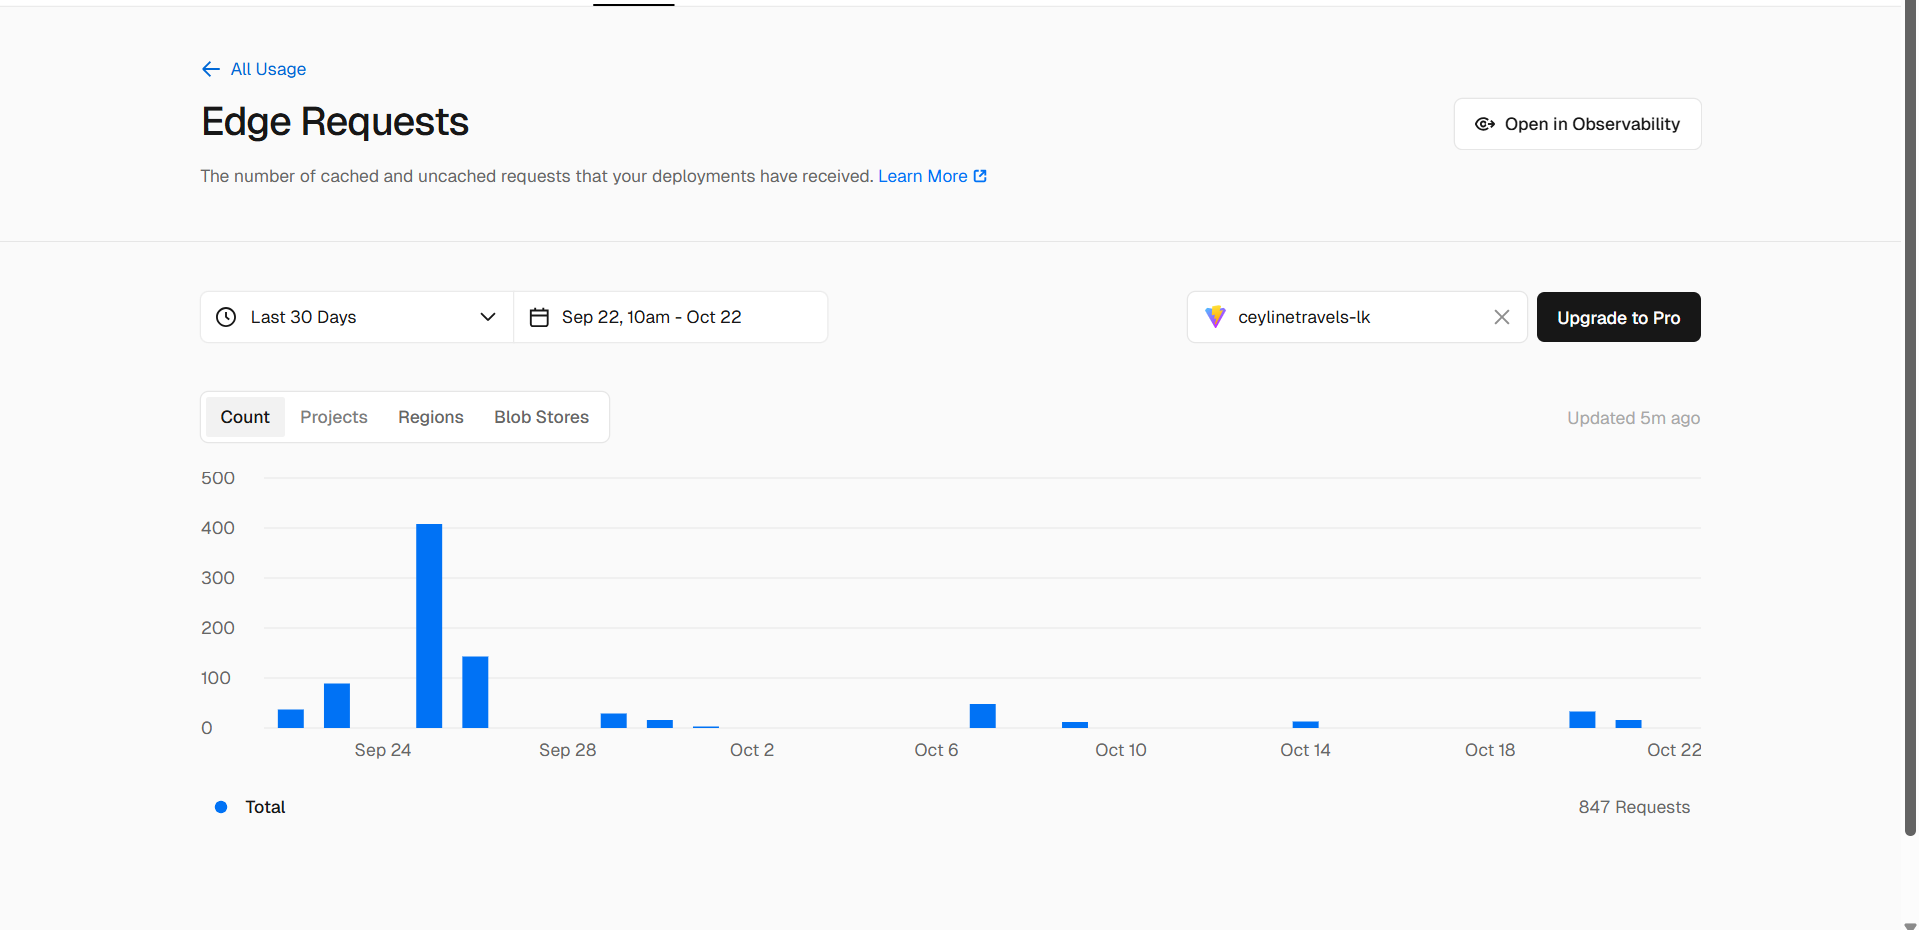 All Usage
Edge Requests
Open in Observability
The number of cached and uncached requests that your deployments have received. Learn More
Last 30 Days
Sep 22, 10am - Oct 22
ceylinetravels-lk
Upgrade to Pro
Count Projects Regions Blob Stores
Updated 5m ago
500
400
300
200
100
0
Sep 24 Sep 28 Oct 2 Oct 6 Oct 10 Oct 14 Oct 18 Oct 22
Total
847 Requests